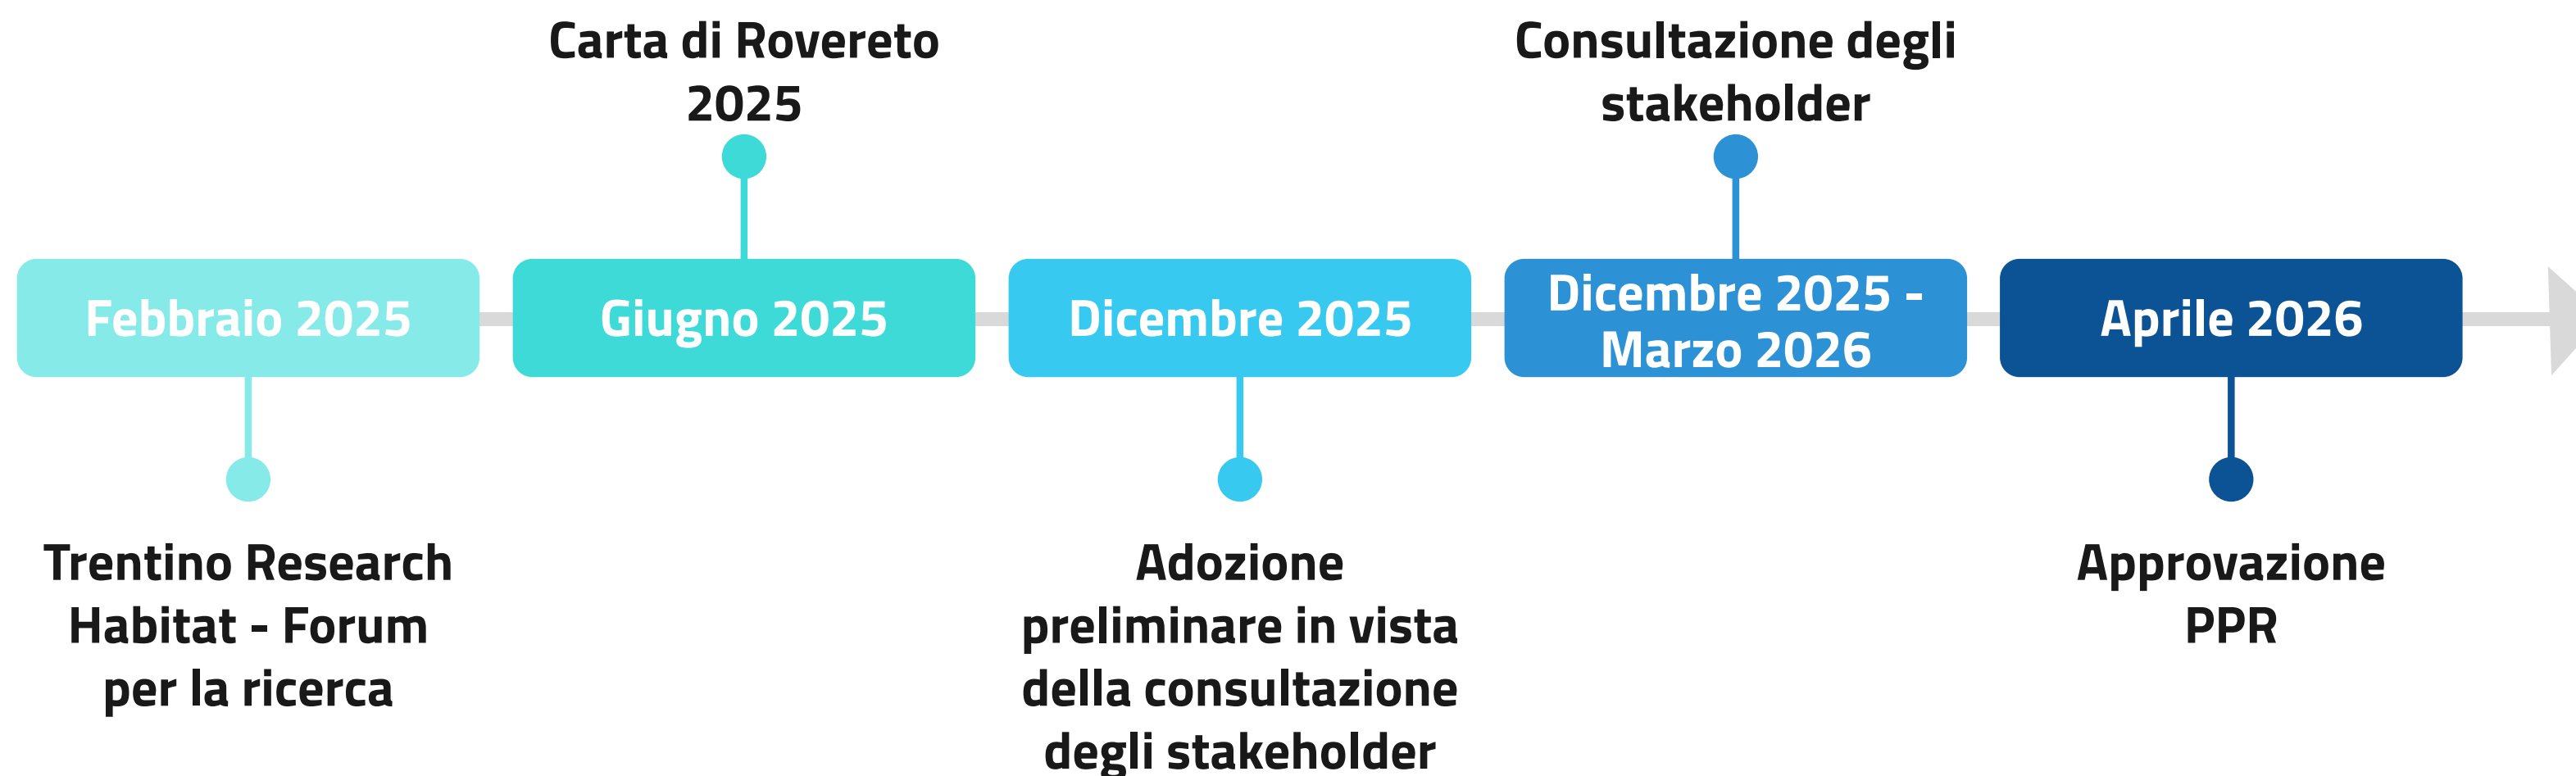 Carta di Rovereto
2025
Consultazione degli
stakeholder
Febbraio 2025
Giugno 2025
Dicembre 2025
Dicembre 2025 -
Marzo 2026
Aprile 2026
Trentino Research
Habitat - Forum
per la ricerca
Adozione
preliminare in vista
della consultazione
degli stakeholder
Approvazione
PPR